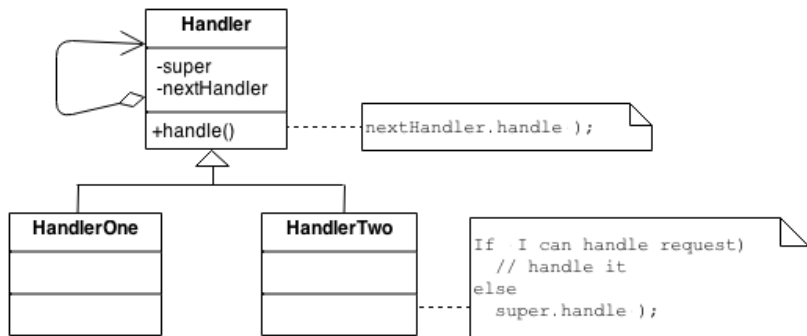 Handler
-super
-nextHandler
+handle()
nextHandler.handle );
HandlerOne
HandlerTwo
If I can handle request)
// handle it
else
super.handle );